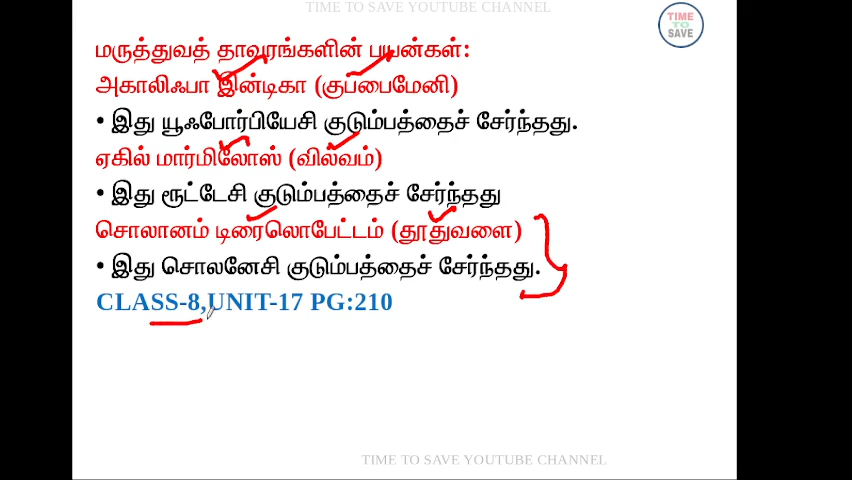 TIME TO SAVE YOUTUBE CHANNEL
TIME
TO
SAVE
மருத்துவத் தாவரங்களின் பயன்கள்:
அகாலிஃபா இன்டிகா (குப்பைமேனி)
• இது யூஃபோர்பியேசி குடும்பத்தைச் சேர்ந்தது.
ஏகில் மார்மிலோஸ் (வில்வம்)
• இது ரூட்டேசி குடும்பத்தைச் சேர்ந்தது
சொலானம் டிரைலொபேட்டம் (தூதுவளை)
• இது சொலனேசி குடும்பத்தைச் சேர்ந்தது.
CLASS-8,UNIT-17 PG:210
TIME TO SAVE YOUTUBE CHANNEL